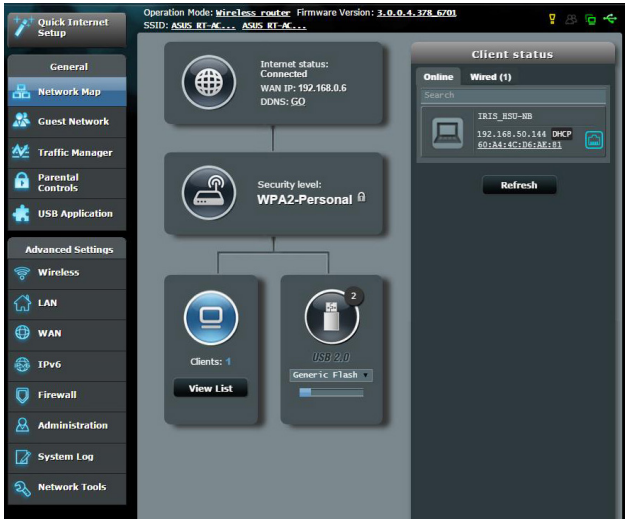 Quick Internet
Setup
General
Network Map
Guest Network
Traffic Manager
Parental
Controls
USB Application
Advanced Settings
Wireless
LAN
WAN
IPv6
Firewall
Administration
System Log
Network Tools
Operation Mode: Wireless router Firmware Version: 3.0.0.4.378_6701
SSID: ASUS RT-AC... ASUS RT-AC...
Internet status:
Connected
WAN IP: 192.168.0.6
DDNS: GO
Security level:
WPA2-Personal
Clients: 1
View List
2
USB 2.0
Generic Flash
Client status
Online Wired (1)
Search
IRIS_HSU-NB
192.168.50.144 DHCP
60:A4:4C:D6:AE:81
Refresh